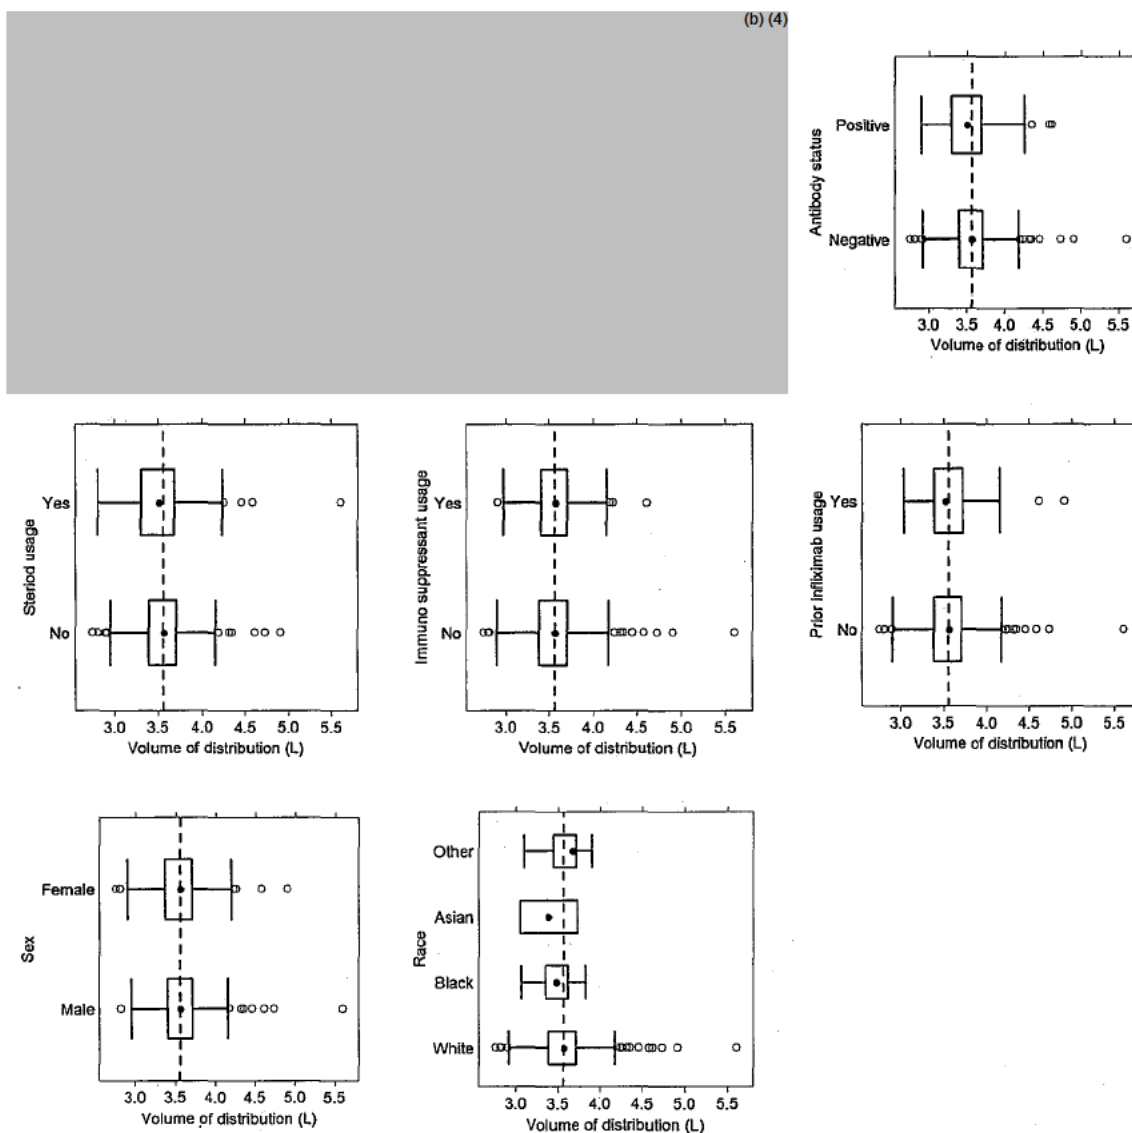 (b) (4)
Antibody status
Positive
Negative
3.0 3.5 4.0 4.5 5.0 5.5
Volume of distribution (L)
Steriod usage
Yes
No
3.0 3.5 4.0 4.5 5.0 5.5
Volume of distribution (L)
Immuno suppressant usage
Yes
No
3.0 3.5 4.0 4.5 5.0 5.5
Volume of distribution (L)
Prior infliximab usage
Yes
No
3.0 3.5 4.0 4.5 5.0 5.5
Volume of distribution (L)
Sex
Female
Male
3.0 3.5 4.0 4.5 5.0 5.5
Volume of distribution (L)
Race
Other
Asian
Black
White
3.0 3.5 4.0 4.5 5.0 5.5
Volume of distribution (L)